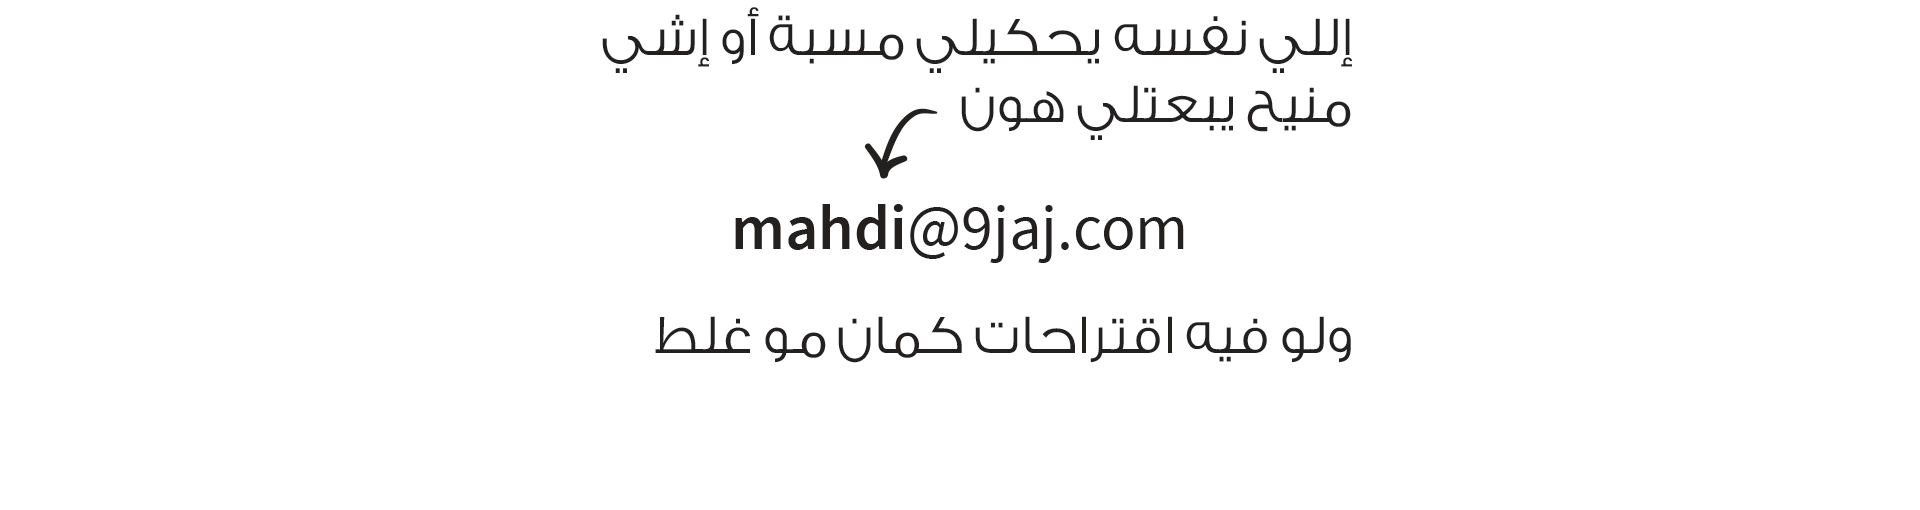 إللي نفسه يحكيلي مسبة أو إشي
منيح يبعتلي هون
mahdi@9jaj.com
ولو فيه اقتراحات كمان مو غلط